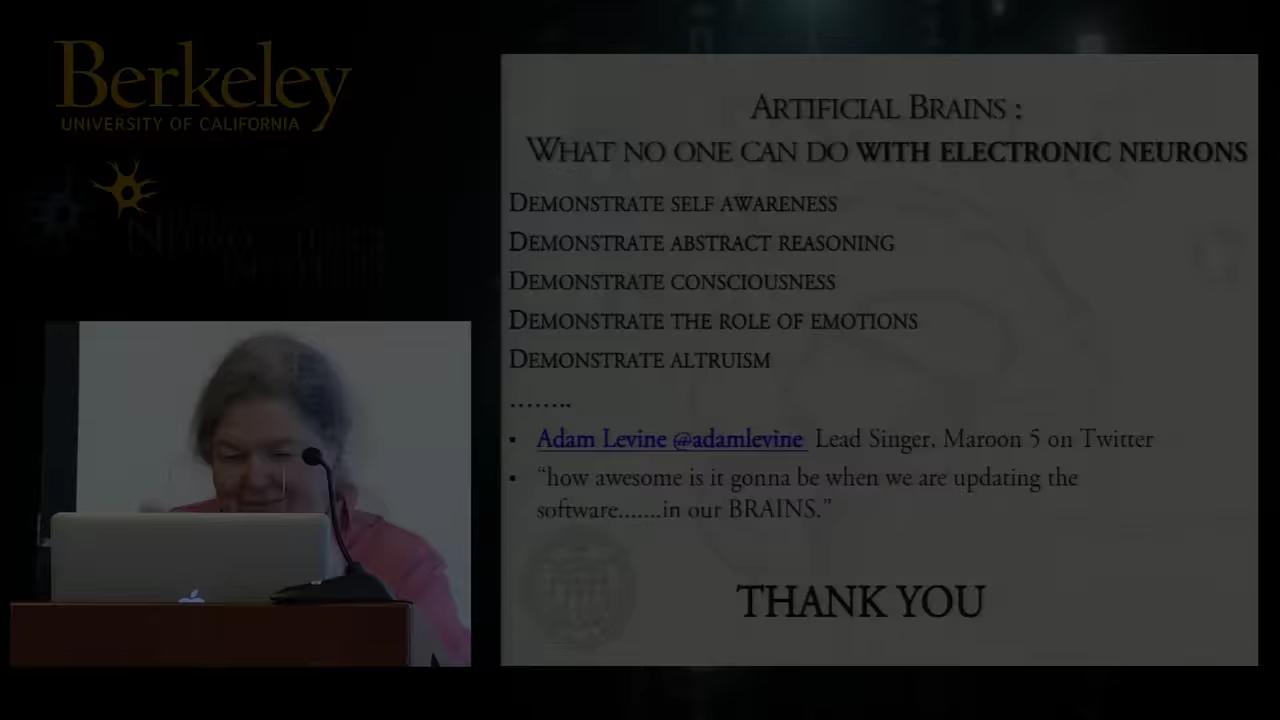 Berkeley
UNIVERSITY OF CALIFORNIA
ARTIFICIAL BRAINS :
WHAT NO ONE CAN DO WITH ELECTRONIC NEURONS
DEMONSTRATE SELF AWARENESS
DEMONSTRATE ABSTRACT REASONING
DEMONSTRATE CONSCIOUSNESS
DEMONSTRATE THE ROLE OF EMOTIONS
DEMONSTRATE ALTRUISM
........
▪ Adam Levine @adamlevine Lead Singer, Maroon 5 on Twitter
▪ “how awesome is it gonna be when we are updating the
software.......in our BRAINS.”
THANK YOU